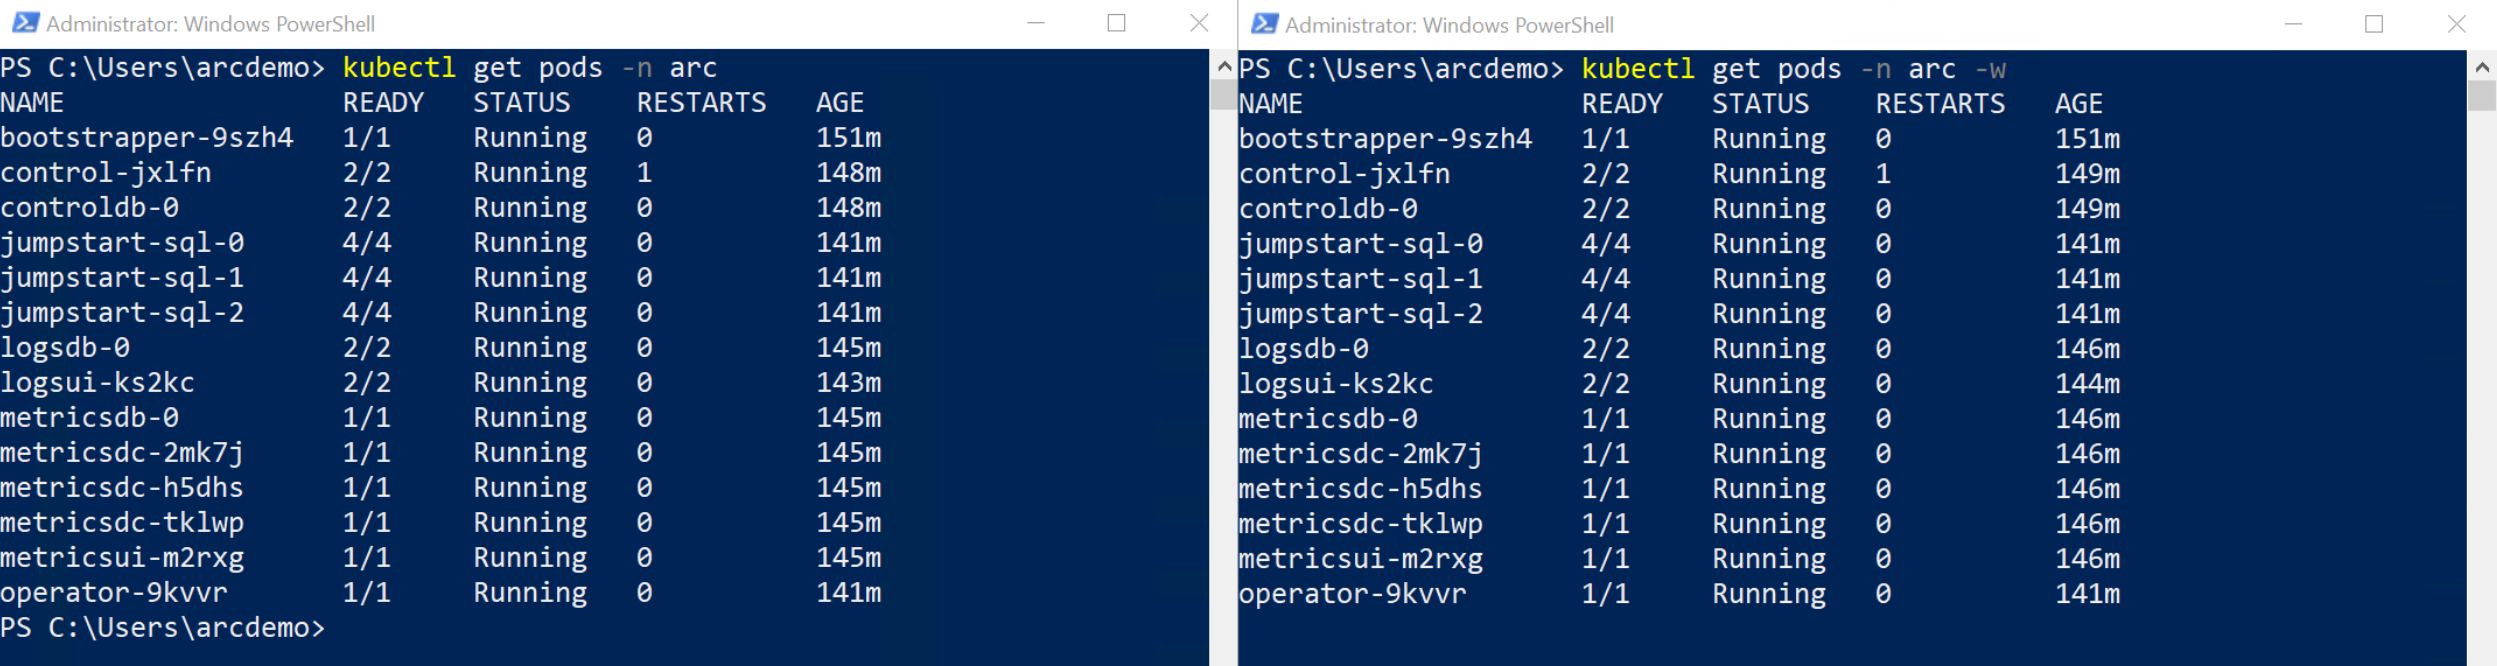 Administrator: Windows PowerShell
PS C:\Users\arcdemo> kubectl get pods -n arc
NAME READY STATUS RESTARTS AGE
bootstrapper-9szh4 1/1 Running 0 151m
control-jxlfn 2/2 Running 1 148m
controldb-0 2/2 Running 0 148m
jumpstart-sql-0 4/4 Running 0 141m
jumpstart-sql-1 4/4 Running 0 141m
jumpstart-sql-2 4/4 Running 0 141m
logsdb-0 2/2 Running 0 145m
logsui-ks2kc 2/2 Running 0 143m
metricsdb-0 1/1 Running 0 145m
metricsdc-2mk7j 1/1 Running 0 145m
metricsdc-h5dhs 1/1 Running 0 145m
metricsdc-tklwp 1/1 Running 0 145m
metricsui-m2rxg 1/1 Running 0 145m
operator-9kvvr 1/1 Running 0 141m
PS C:\Users\arcdemo>
Administrator: Windows PowerShell
PS C:\Users\arcdemo> kubectl get pods -n arc -w
NAME READY STATUS RESTARTS AGE
bootstrapper-9szh4 1/1 Running 0 151m
control-jxlfn 2/2 Running 1 149m
controldb-0 2/2 Running 0 149m
jumpstart-sql-0 4/4 Running 0 141m
jumpstart-sql-1 4/4 Running 0 141m
jumpstart-sql-2 4/4 Running 0 141m
logsdb-0 2/2 Running 0 146m
logsui-ks2kc 2/2 Running 0 144m
metricsdb-0 1/1 Running 0 146m
metricsdc-2mk7j 1/1 Running 0 146m
metricsdc-h5dhs 1/1 Running 0 146m
metricsdc-tklwp 1/1 Running 0 146m
metricsui-m2rxg 1/1 Running 0 146m
operator-9kvvr 1/1 Running 0 141m